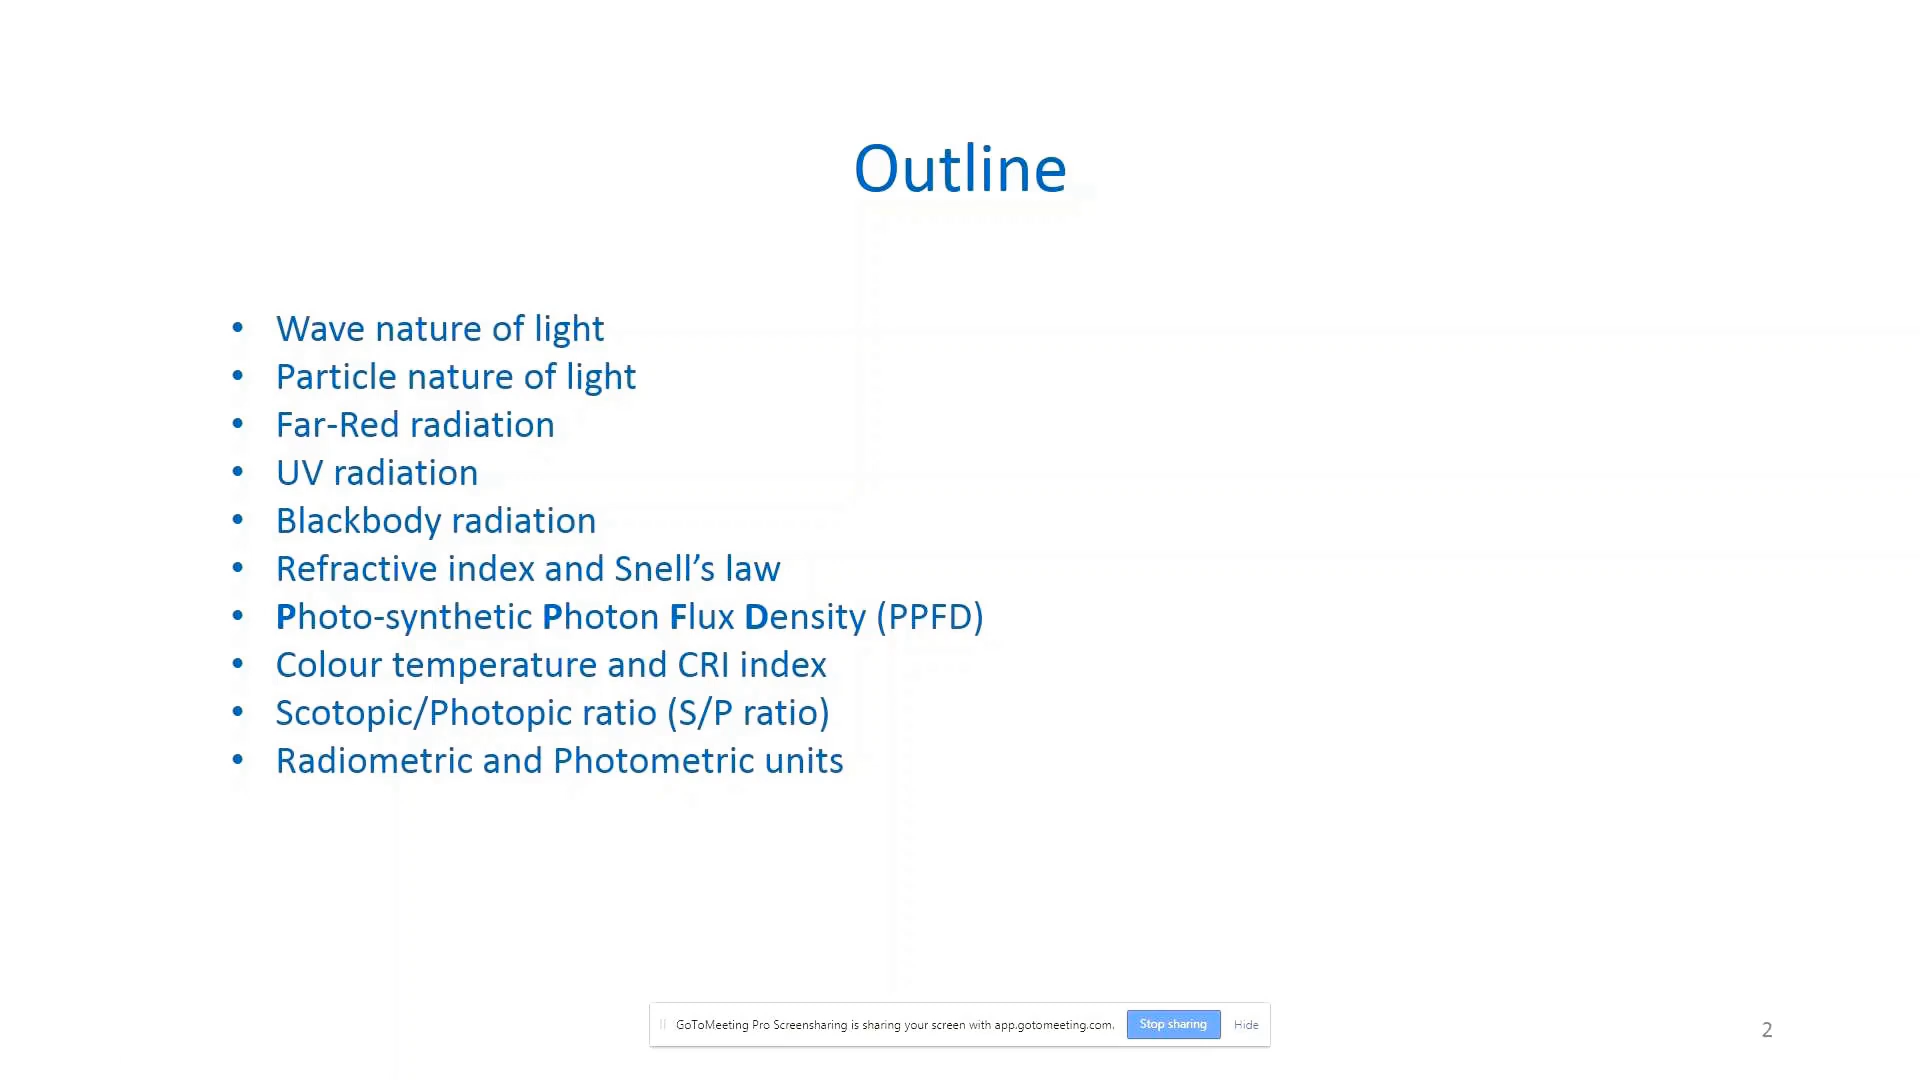 Outline
• Wave nature of light
• Particle nature of light
• Far-Red radiation
• UV radiation
• Blackbody radiation
• Refractive index and Snell’s law
• Photo-synthetic Photon Flux Density (PPFD)
• Colour temperature and CRI index
• Scotopic/Photopic ratio (S/P ratio)
• Radiometric and Photometric units
GoToMeeting Pro Screensharing is sharing your screen with app.gotomeeting.com. Stop sharing Hide
2